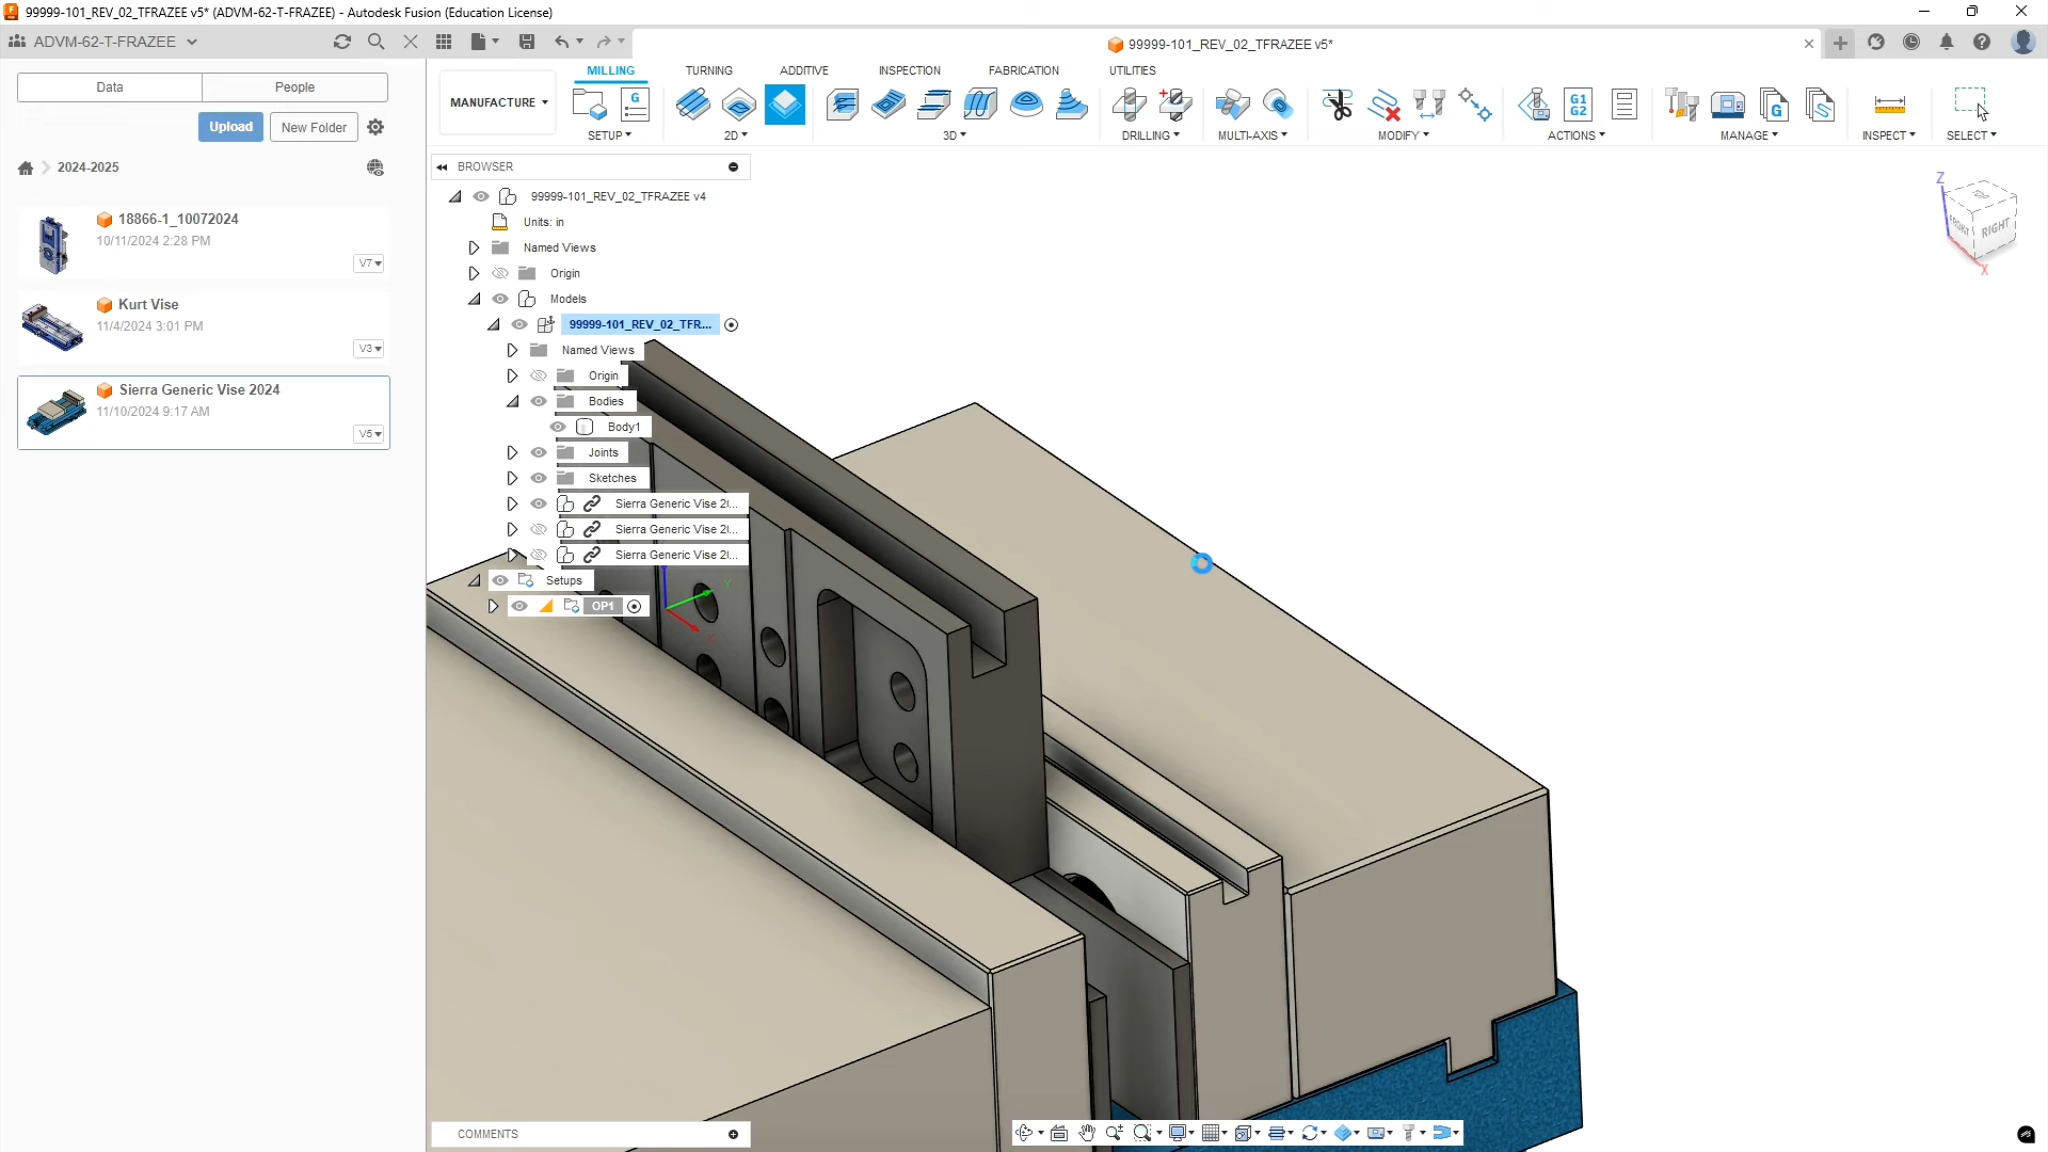 99999-101_REV_02_TFRAZEE v5* (ADVM-62-T-FRAZEE) - Autodesk Fusion (Education License)
ADVM-62-T-FRAZEE
99999-101_REV_02_TFRAZEE v5*
Data
People
Upload
New Folder
2024-2025
18866-1_10072024
10/11/2024 2:28 PM
V7
Kurt Vise
11/4/2024 3:01 PM
V3
Sierra Generic Vise 2024
11/10/2024 9:17 AM
V5
MILLING TURNING ADDITIVE INSPECTION FABRICATION UTILITIES
MANUFACTURE
G
G1
G2
G
SETUP 2D 3D DRILLING MULTI-AXIS MODIFY ACTIONS MANAGE INSPECT SELECT
BROWSER
99999-101_REV_02_TFRAZEE v4
Units: in
Named Views
Origin
Models
99999-101_REV_02_TFR...
Named Views
Origin
Bodies
Body1
Joints
Sketches
Sierra Generic Vise 2(...
Sierra Generic Vise 2(...
Sierra Generic Vise 2(...
Setups
OP1
Y
X
Z
FRONT
RIGHT
X
COMMENTS